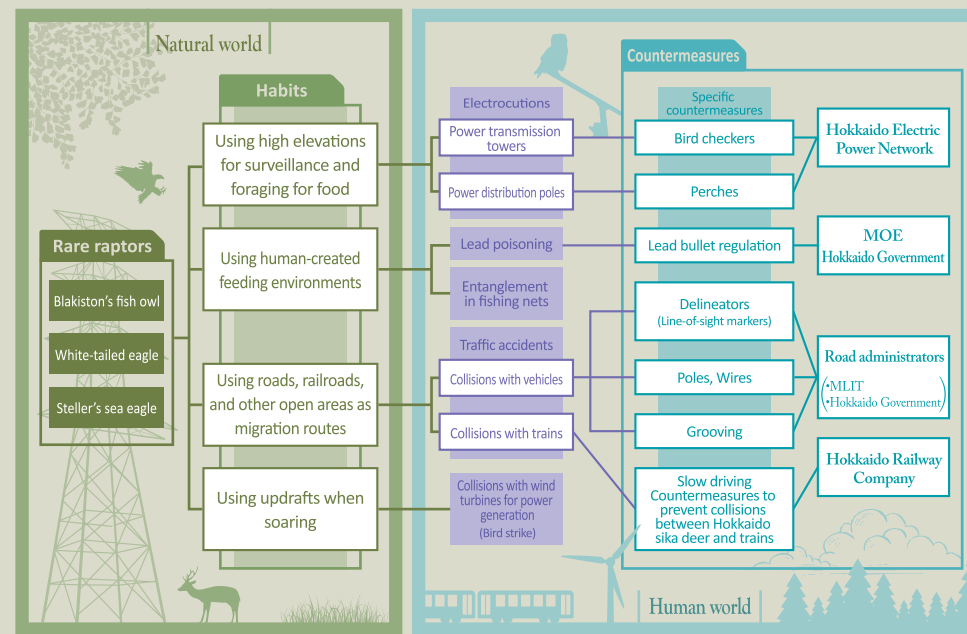 Natural world
Habits
Using high elevations
for surveillance and
foraging for food
Using human-created
feeding environments
Using roads, railroads,
and other open areas as
migration routes
Using updrafts when
soaring
Rare raptors
Blakiston's fish owl
White-tailed eagle
Steller's sea eagle
Electrocutions
Power transmission
towers
Power distribution poles
Lead poisoning
Entanglement
in fishing nets
Traffic accidents
Collisions with vehicles
Collisions with trains
Collisions with wind
turbines for power
generation
(Bird strike)
Countermeasures
Specific
countermeasures
Bird checkers
Perches
Lead bullet regulation
Delineators
(Line-of-sight markers)
Poles, Wires
Grooving
Slow driving
Countermeasures to
prevent collisions
between Hokkaido
sika deer and trains
Hokkaido Electric
Power Network
MOE
Hokkaido Government
Road administrators
•MLIT
•Hokkaido Government
Hokkaido Railway
Company
Human world